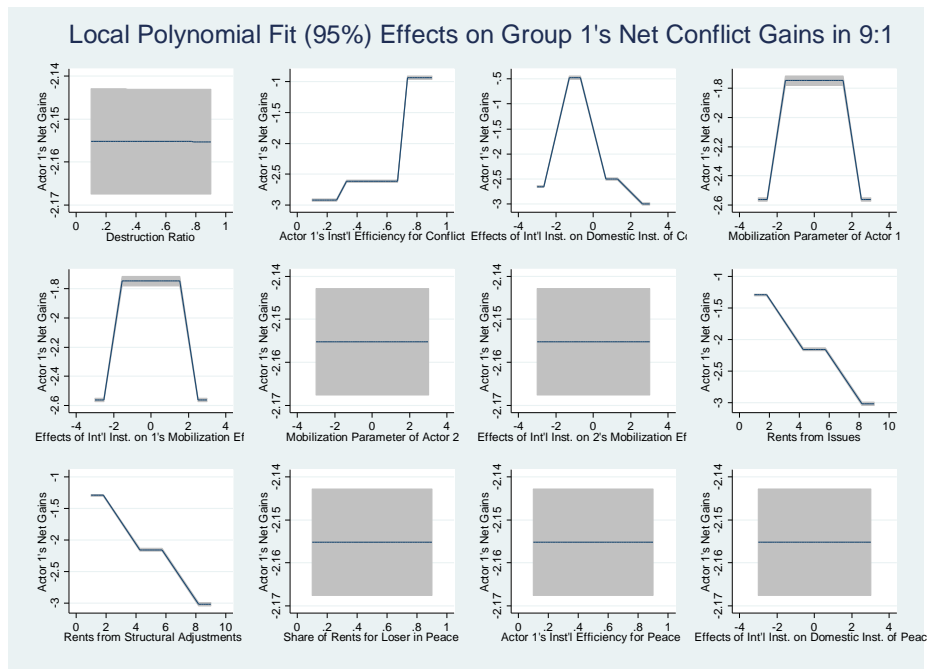 Local Polynomial Fit (95%) Effects on Group 1's Net Conflict Gains in 9:1
Actor 1's Net Gains
-2.14
-2.15
-2.16
-2.17
0 .2 .4 .6 .8 1
Destruction Ratio
Actor 1's Net Gains
-1
-1.5
-2
-2.5
-3
0 .2 .4 .6 .8 1
Actor 1's Inst'l Efficiency for Conflict
Actor 1's Net Gains
-.5
-1
-1.5
-2
-2.5
-3
-4 -2 0 2 4
Effects of Int'l Inst. on Domestic Inst. of Co
Actor 1's Net Gains
-1.8
-2
-2.2
-2.4
-2.6
-4 -2 0 2 4
Mobilization Parameter of Actor 1
Actor 1's Net Gains
-1.8
-2
-2.2
-2.4
-2.6
-4 -2 0 2 4
Effects of Int'l Inst. on 1's Mobilization Ef
Actor 1's Net Gains
-2.14
-2.15
-2.16
-2.17
-4 -2 0 2 4
Mobilization Parameter of Actor 2
Actor 1's Net Gains
-2.14
-2.15
-2.16
-2.17
-4 -2 0 2 4
Effects of Int'l Inst. on 2's Mobilization Ef
Actor 1's Net Gains
-1
-1.5
-2
-2.5
-3
0 2 4 6 8 10
Rents from Issues
Actor 1's Net Gains
-1
-1.5
-2
-2.5
-3
0 2 4 6 8 10
Rents from Structural Adjustments
Actor 1's Net Gains
-2.14
-2.15
-2.16
-2.17
0 .2 .4 .6 .8 1
Share of Rents for Loser in Peace
Actor 1's Net Gains
-2.14
-2.15
-2.16
-2.17
0 .2 .4 .6 .8 1
Actor 1's Inst'l Efficiency for Peace
Actor 1's Net Gains
-2.14
-2.15
-2.16
-2.17
-4 -2 0 2 4
Effects of Int'l Inst. on Domestic Inst. of Peac